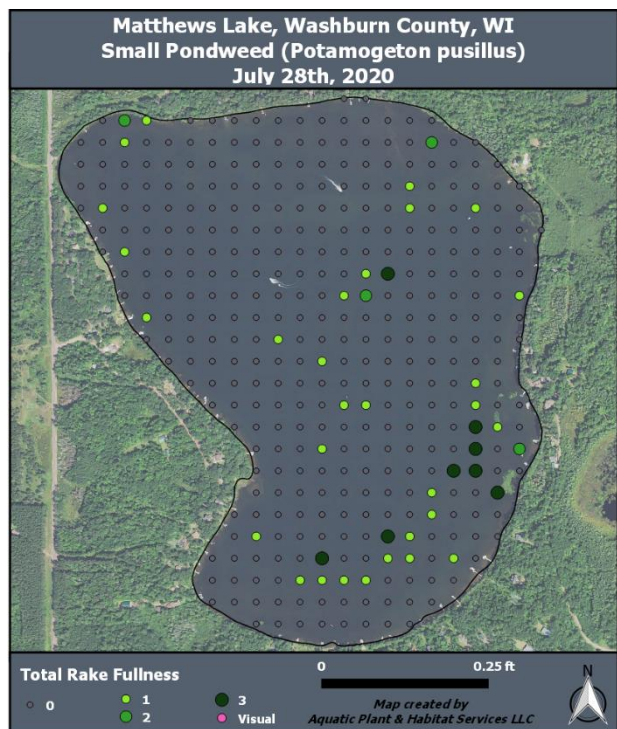 Matthews Lake, Washburn County, WI
Small Pondweed (Potamogeton pusillus)
July 28th, 2020
Total Rake Fullness
0
1
2
3
Visual
0
0.25 ft
Map created by
Aquatic Plant & Habitat Services LLC
N